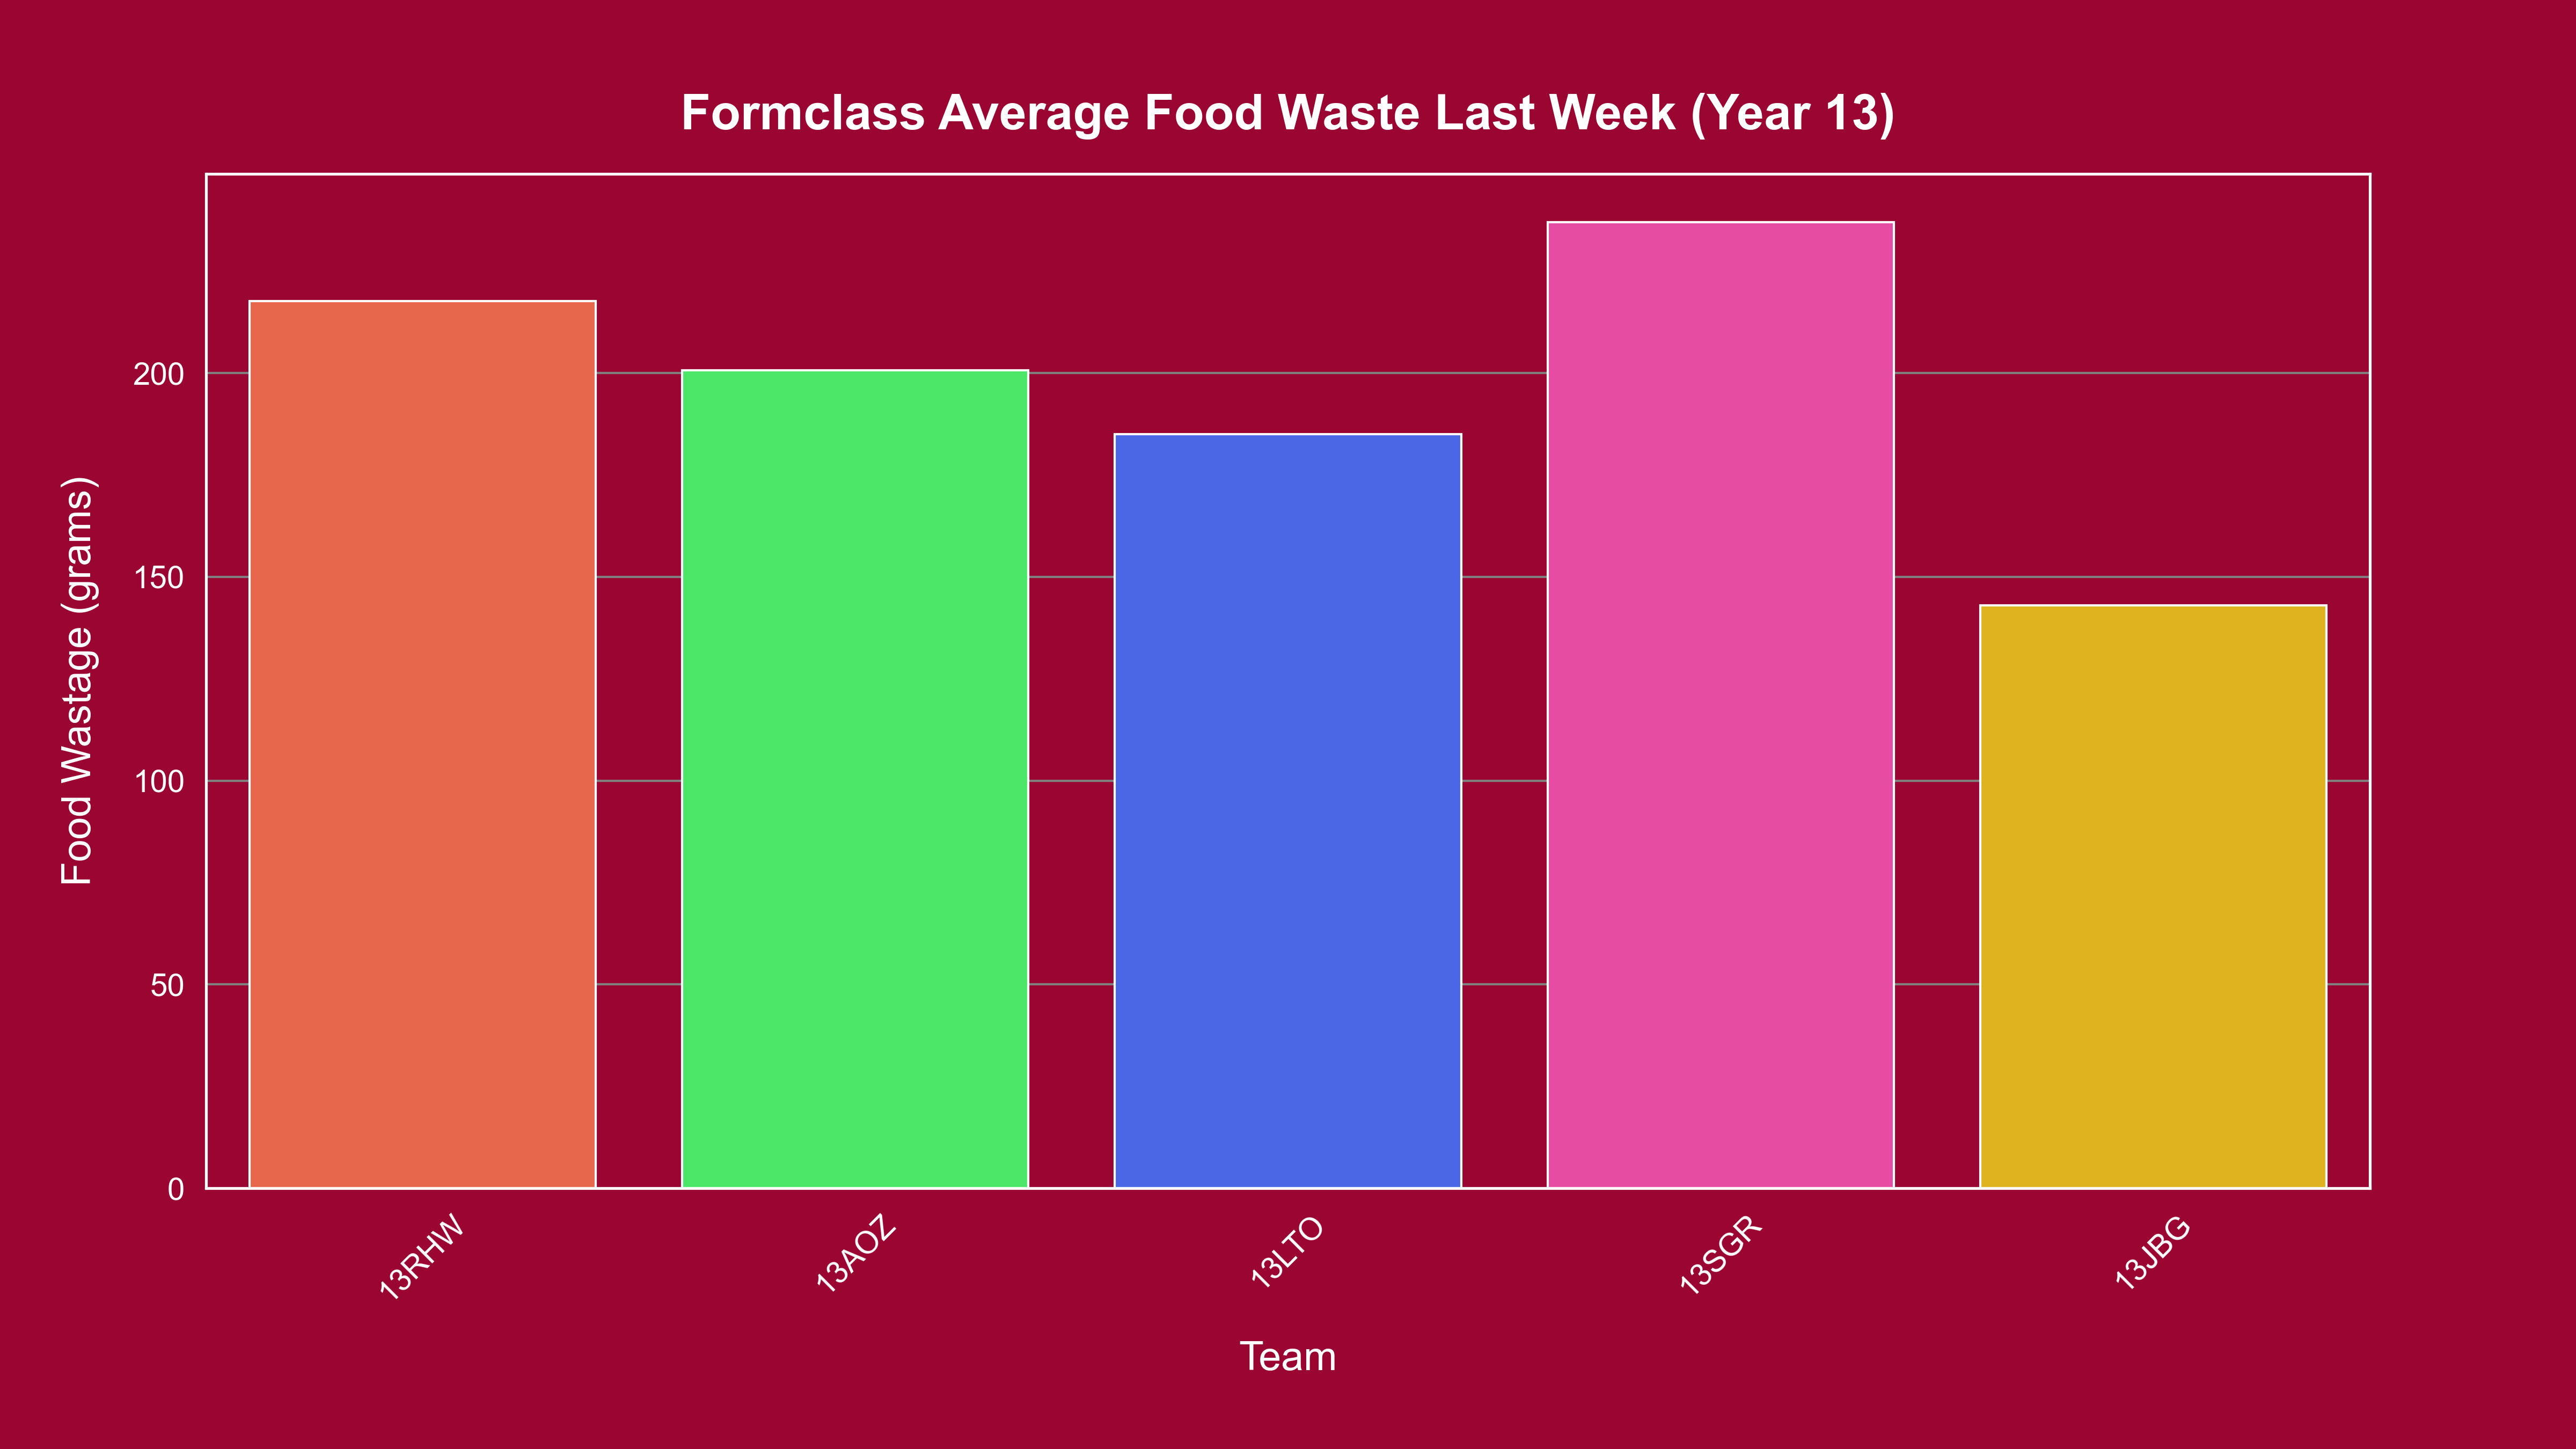 Formclass Average Food Waste Last Week (Year 13)
Food Wastage (grams)
200
150
100
50
0
13RHW
13AOZ
13LTO
13SGR
13JBG
Team